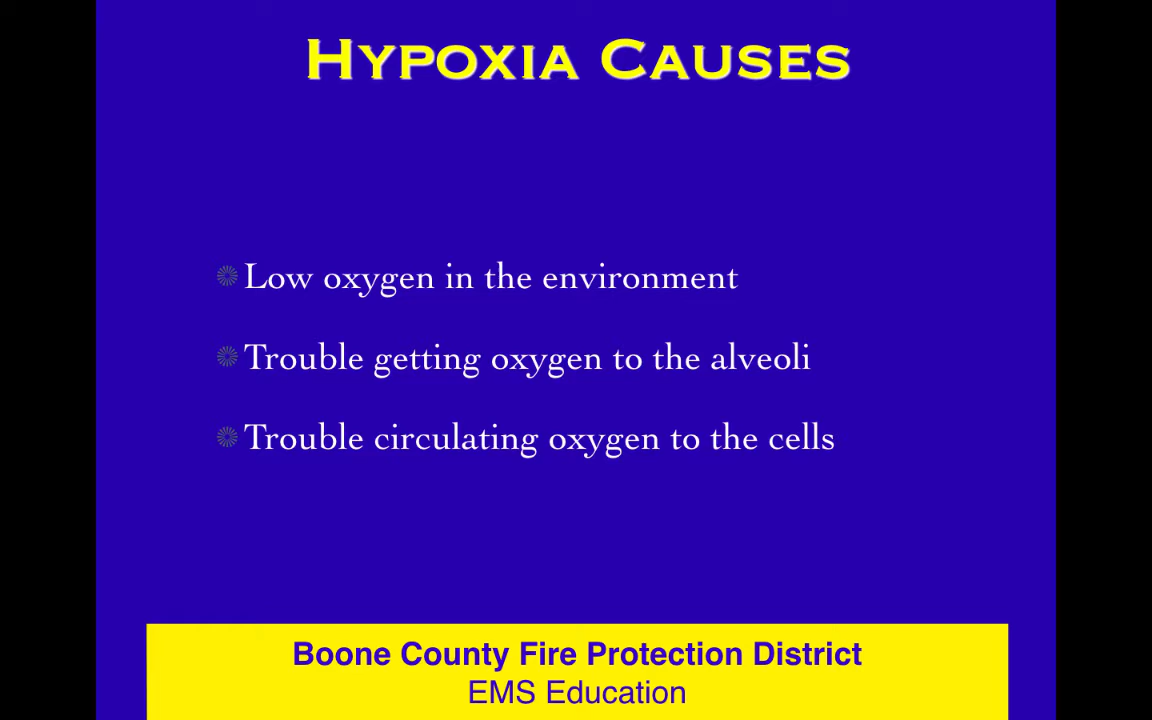 Hypoxia Causes
Low oxygen in the environment
Trouble getting oxygen to the alveoli
Trouble circulating oxygen to the cells
Boone County Fire Protection District
EMS Education